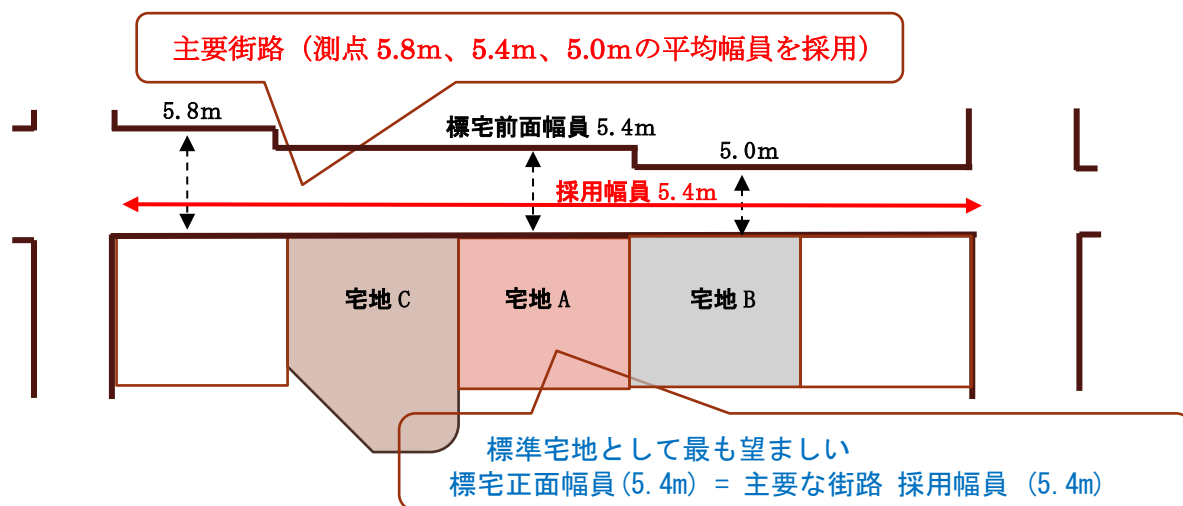 主要街路（測点 5.8m、5.4m、5.0mの平均幅員を採用）
5.8m
標宅前面幅員 5.4m
5.0m
採用幅員 5.4m
宅地 C
宅地 A
宅地 B
標準宅地として最も望ましい
標宅正面幅員(5.4m) = 主要な街路 採用幅員 (5.4m)